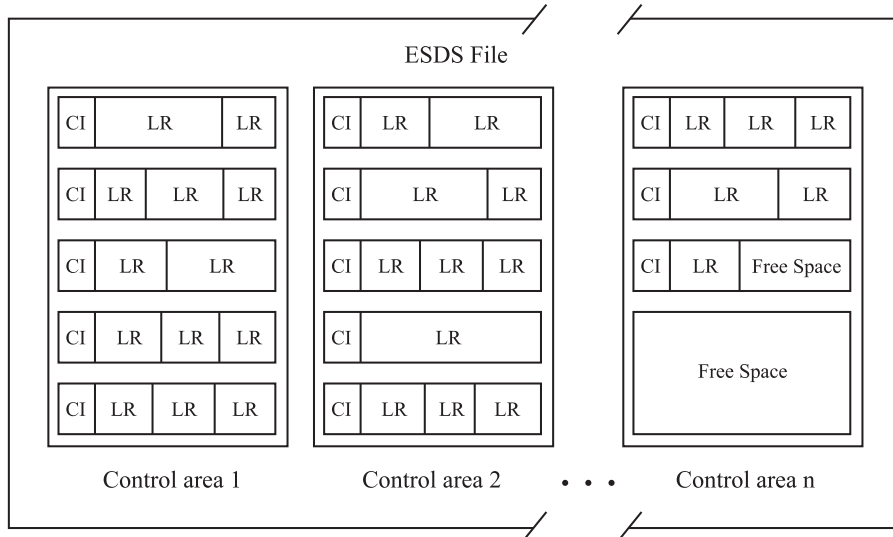 ESDS File
CI LR LR
CI LR LR LR
CI LR LR
CI LR LR LR
CI LR LR LR
Control area 1
CI LR LR
CI LR LR
CI LR LR LR
CI LR
CI LR LR LR
Control area 2
• • •
CI LR LR LR
CI LR LR
CI LR Free Space
Free Space
Control area n